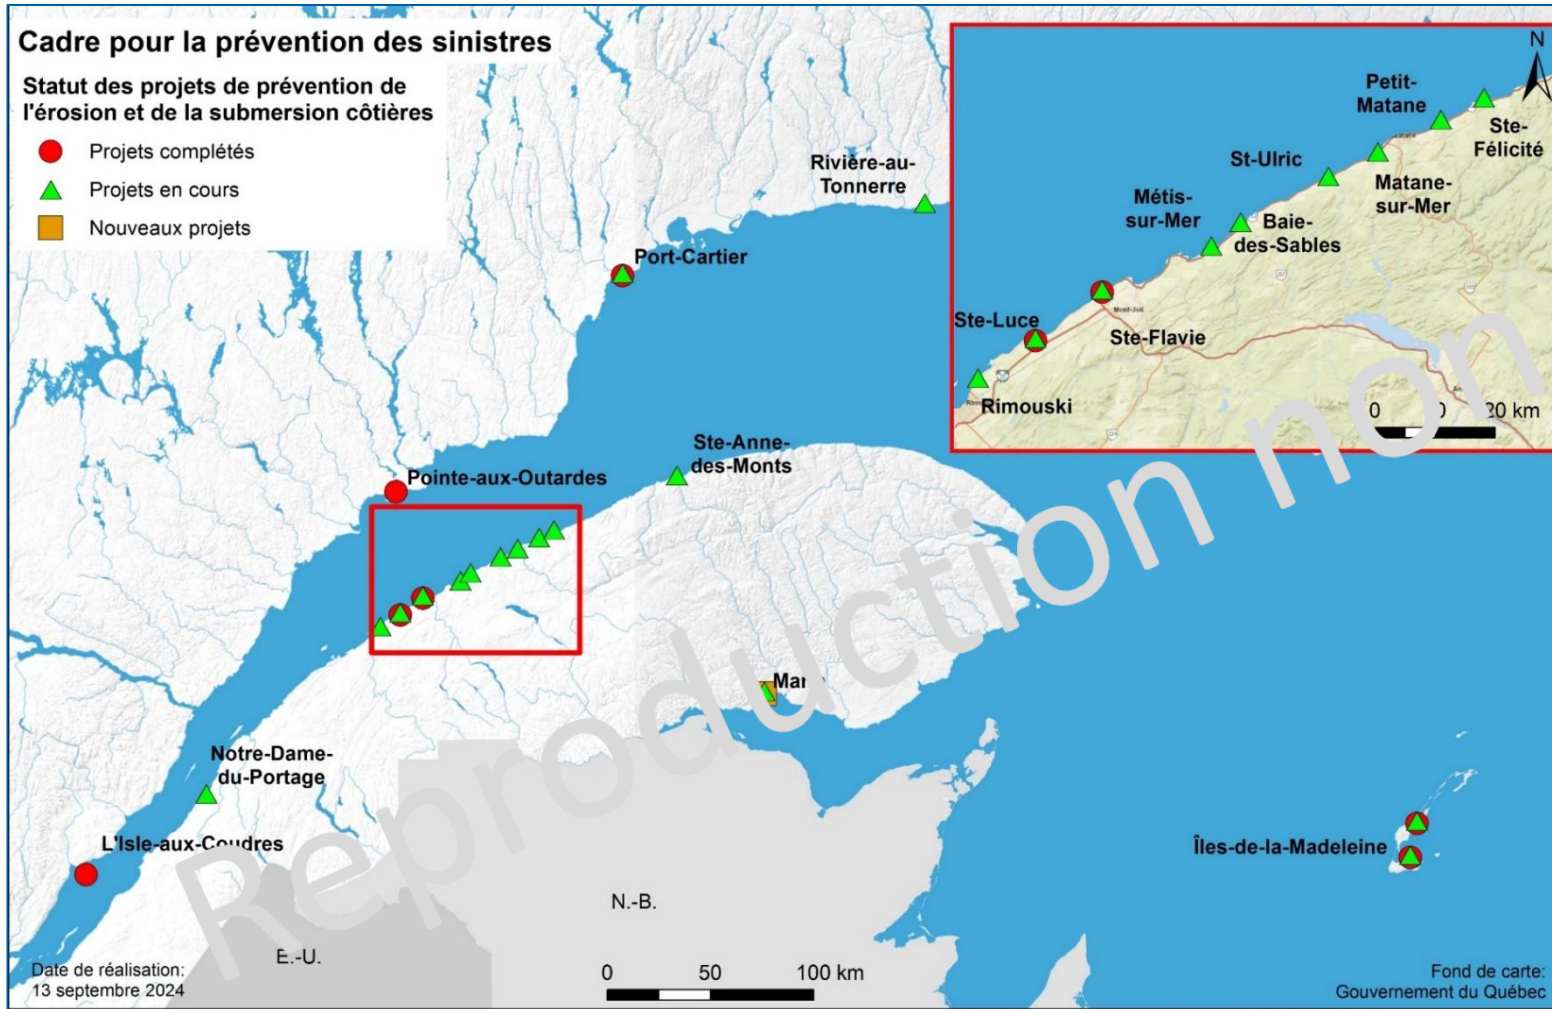 Cadre pour la prévention des sinistres
Statut des projets de prévention de
l'érosion et de la submersion côtières
Projets complétés
Projets en cours
Nouveaux projets
Rivière-au-
Tonnerre
Port-Cartier
Ste-Anne-
des-Monts
Pointe-aux-Outardes
Notre-Dame-
du-Portage
L'Isle-aux-Coudres
Îles-de-la-Madeleine
N.-B.
É.-U.
0 50 100 km
Date de réalisation:
13 septembre 2024
Fond de carte:
Gouvernement du Québec
N
Petit-
Matane
Ste-
Félicité
St-Ulric
Matane-
sur-Mer
Métis-
sur-Mer
Baie-
des-Sables
Ste-Luce
Ste-Flavie
Mont-Joli
Rimouski
0 20 km
Reproduction non